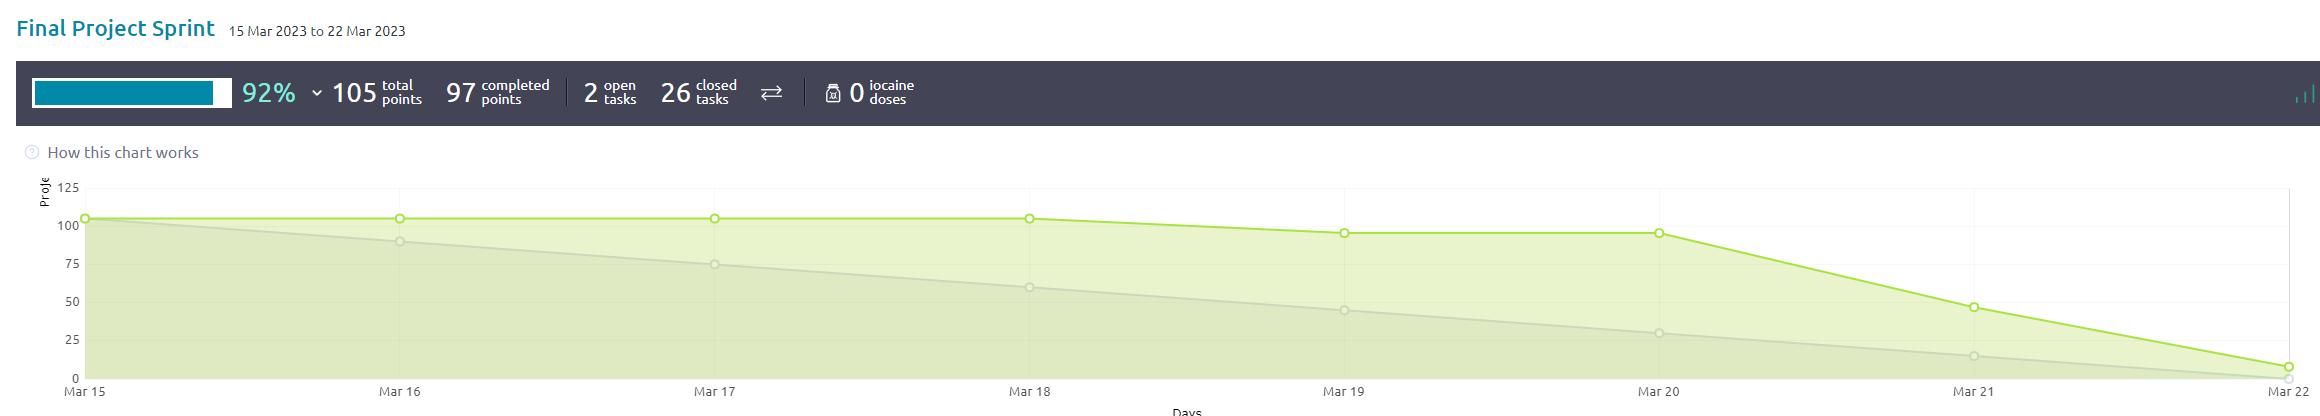 Final Project Sprint 15 Mar 2023 to 22 Mar 2023
92% 105 total points 97 completed points 2 open tasks 26 closed tasks 0 iocaine doses
How this chart works
Proje
125
100
75
50
25
0
Mar 15 Mar 16 Mar 17 Mar 18 Mar 19 Mar 20 Mar 21 Mar 22
Days